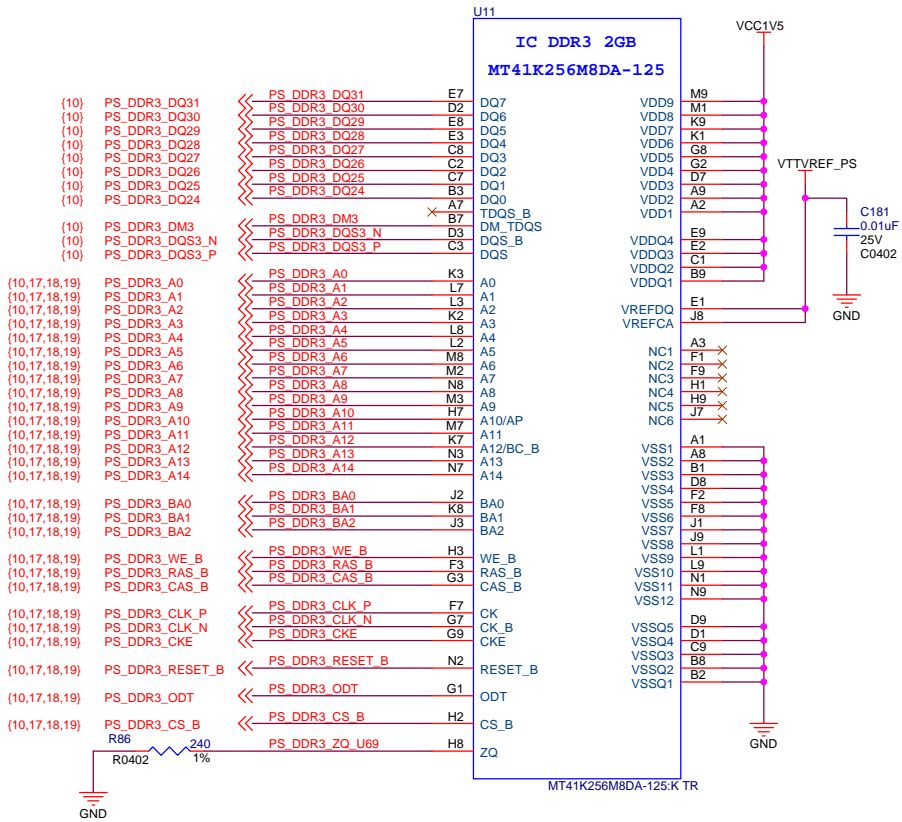 U11
IC DDR3 2GB
MT41K256M8DA-125
VCC1V5
{10} PS_DDR3_DQ31 PS_DDR3_DQ31 E7 DQ7 VDD9 M9
{10} PS_DDR3_DQ30 PS_DDR3_DQ30 D2 DQ6 VDD8 M1
{10} PS_DDR3_DQ29 PS_DDR3_DQ29 E8 DQ5 VDD7 K9
{10} PS_DDR3_DQ28 PS_DDR3_DQ28 E3 DQ4 VDD6 K1
{10} PS_DDR3_DQ27 PS_DDR3_DQ27 C8 DQ3 VDD5 G8
{10} PS_DDR3_DQ26 PS_DDR3_DQ26 C2 DQ2 VDD4 G2
VTTVREF_PS
{10} PS_DDR3_DQ25 PS_DDR3_DQ25 C7 DQ1 VDD3 D7
{10} PS_DDR3_DQ24 PS_DDR3_DQ24 B3 DQ0 VDD2 A9
A7 TDQS_B VDD1 A2
C181
0.01uF
25V
C0402
GND
{10} PS_DDR3_DM3 PS_DDR3_DM3 B7 DM_TDQS
{10} PS_DDR3_DQS3_N PS_DDR3_DQS3_N D3 DQS_B VDDQ4 E9
{10} PS_DDR3_DQS3_P PS_DDR3_DQS3_P C3 DQS VDDQ3 E2
VDDQ2 C1
{10,17,18,19} PS_DDR3_A0 PS_DDR3_A0 K3 A0 VDDQ1 B9
{10,17,18,19} PS_DDR3_A1 PS_DDR3_A1 L7 A1
{10,17,18,19} PS_DDR3_A2 PS_DDR3_A2 L3 A2 VREFDQ E1
{10,17,18,19} PS_DDR3_A3 PS_DDR3_A3 K2 A3 VREFCA J8
{10,17,18,19} PS_DDR3_A4 PS_DDR3_A4 L8 A4
{10,17,18,19} PS_DDR3_A5 PS_DDR3_A5 L2 A5 NC1 A3
{10,17,18,19} PS_DDR3_A6 PS_DDR3_A6 M8 A6 NC2 F1
{10,17,18,19} PS_DDR3_A7 PS_DDR3_A7 M2 A7 NC3 F9
{10,17,18,19} PS_DDR3_A8 PS_DDR3_A8 N8 A8 NC4 H1
{10,17,18,19} PS_DDR3_A9 PS_DDR3_A9 M3 A9 NC5 H9
{10,17,18,19} PS_DDR3_A10 PS_DDR3_A10 H7 A10/AP NC6 J7
{10,17,18,19} PS_DDR3_A11 PS_DDR3_A11 M7 A11
{10,17,18,19} PS_DDR3_A12 PS_DDR3_A12 K7 A12/BC_B VSS1 A1
{10,17,18,19} PS_DDR3_A13 PS_DDR3_A13 N3 A13 VSS2 A8
{10,17,18,19} PS_DDR3_A14 PS_DDR3_A14 N7 A14 VSS3 B1
VSS4 D8
{10,17,18,19} PS_DDR3_BA0 PS_DDR3_BA0 J2 BA0 VSS5 F2
{10,17,18,19} PS_DDR3_BA1 PS_DDR3_BA1 K8 BA1 VSS6 F8
{10,17,18,19} PS_DDR3_BA2 PS_DDR3_BA2 J3 BA2 VSS7 J1
VSS8 J9
{10,17,18,19} PS_DDR3_WE_B PS_DDR3_WE_B H3 WE_B VSS9 L1
{10,17,18,19} PS_DDR3_RAS_B PS_DDR3_RAS_B F3 RAS_B VSS10 L9
{10,17,18,19} PS_DDR3_CAS_B PS_DDR3_CAS_B G3 CAS_B VSS11 N1
VSS12 N9
{10,17,18,19} PS_DDR3_CLK_P PS_DDR3_CLK_P F7 CK
{10,17,18,19} PS_DDR3_CLK_N PS_DDR3_CLK_N G7 CK_B VSSQ5 D9
{10,17,18,19} PS_DDR3_CKE PS_DDR3_CKE G9 CKE VSSQ4 D1
VSSQ3 C9
{10,17,18,19} PS_DDR3_RESET_B PS_DDR3_RESET_B N2 RESET_B VSSQ2 B8
VSSQ1 B2
{10,17,18,19} PS_DDR3_ODT PS_DDR3_ODT G1 ODT
{10,17,18,19} PS_DDR3_CS_B PS_DDR3_CS_B H2 CS_B
GND
R86 240 PS_DDR3_ZQ_U69 H8 ZQ
R0402 1%
MT41K256M8DA-125:K TR
GND